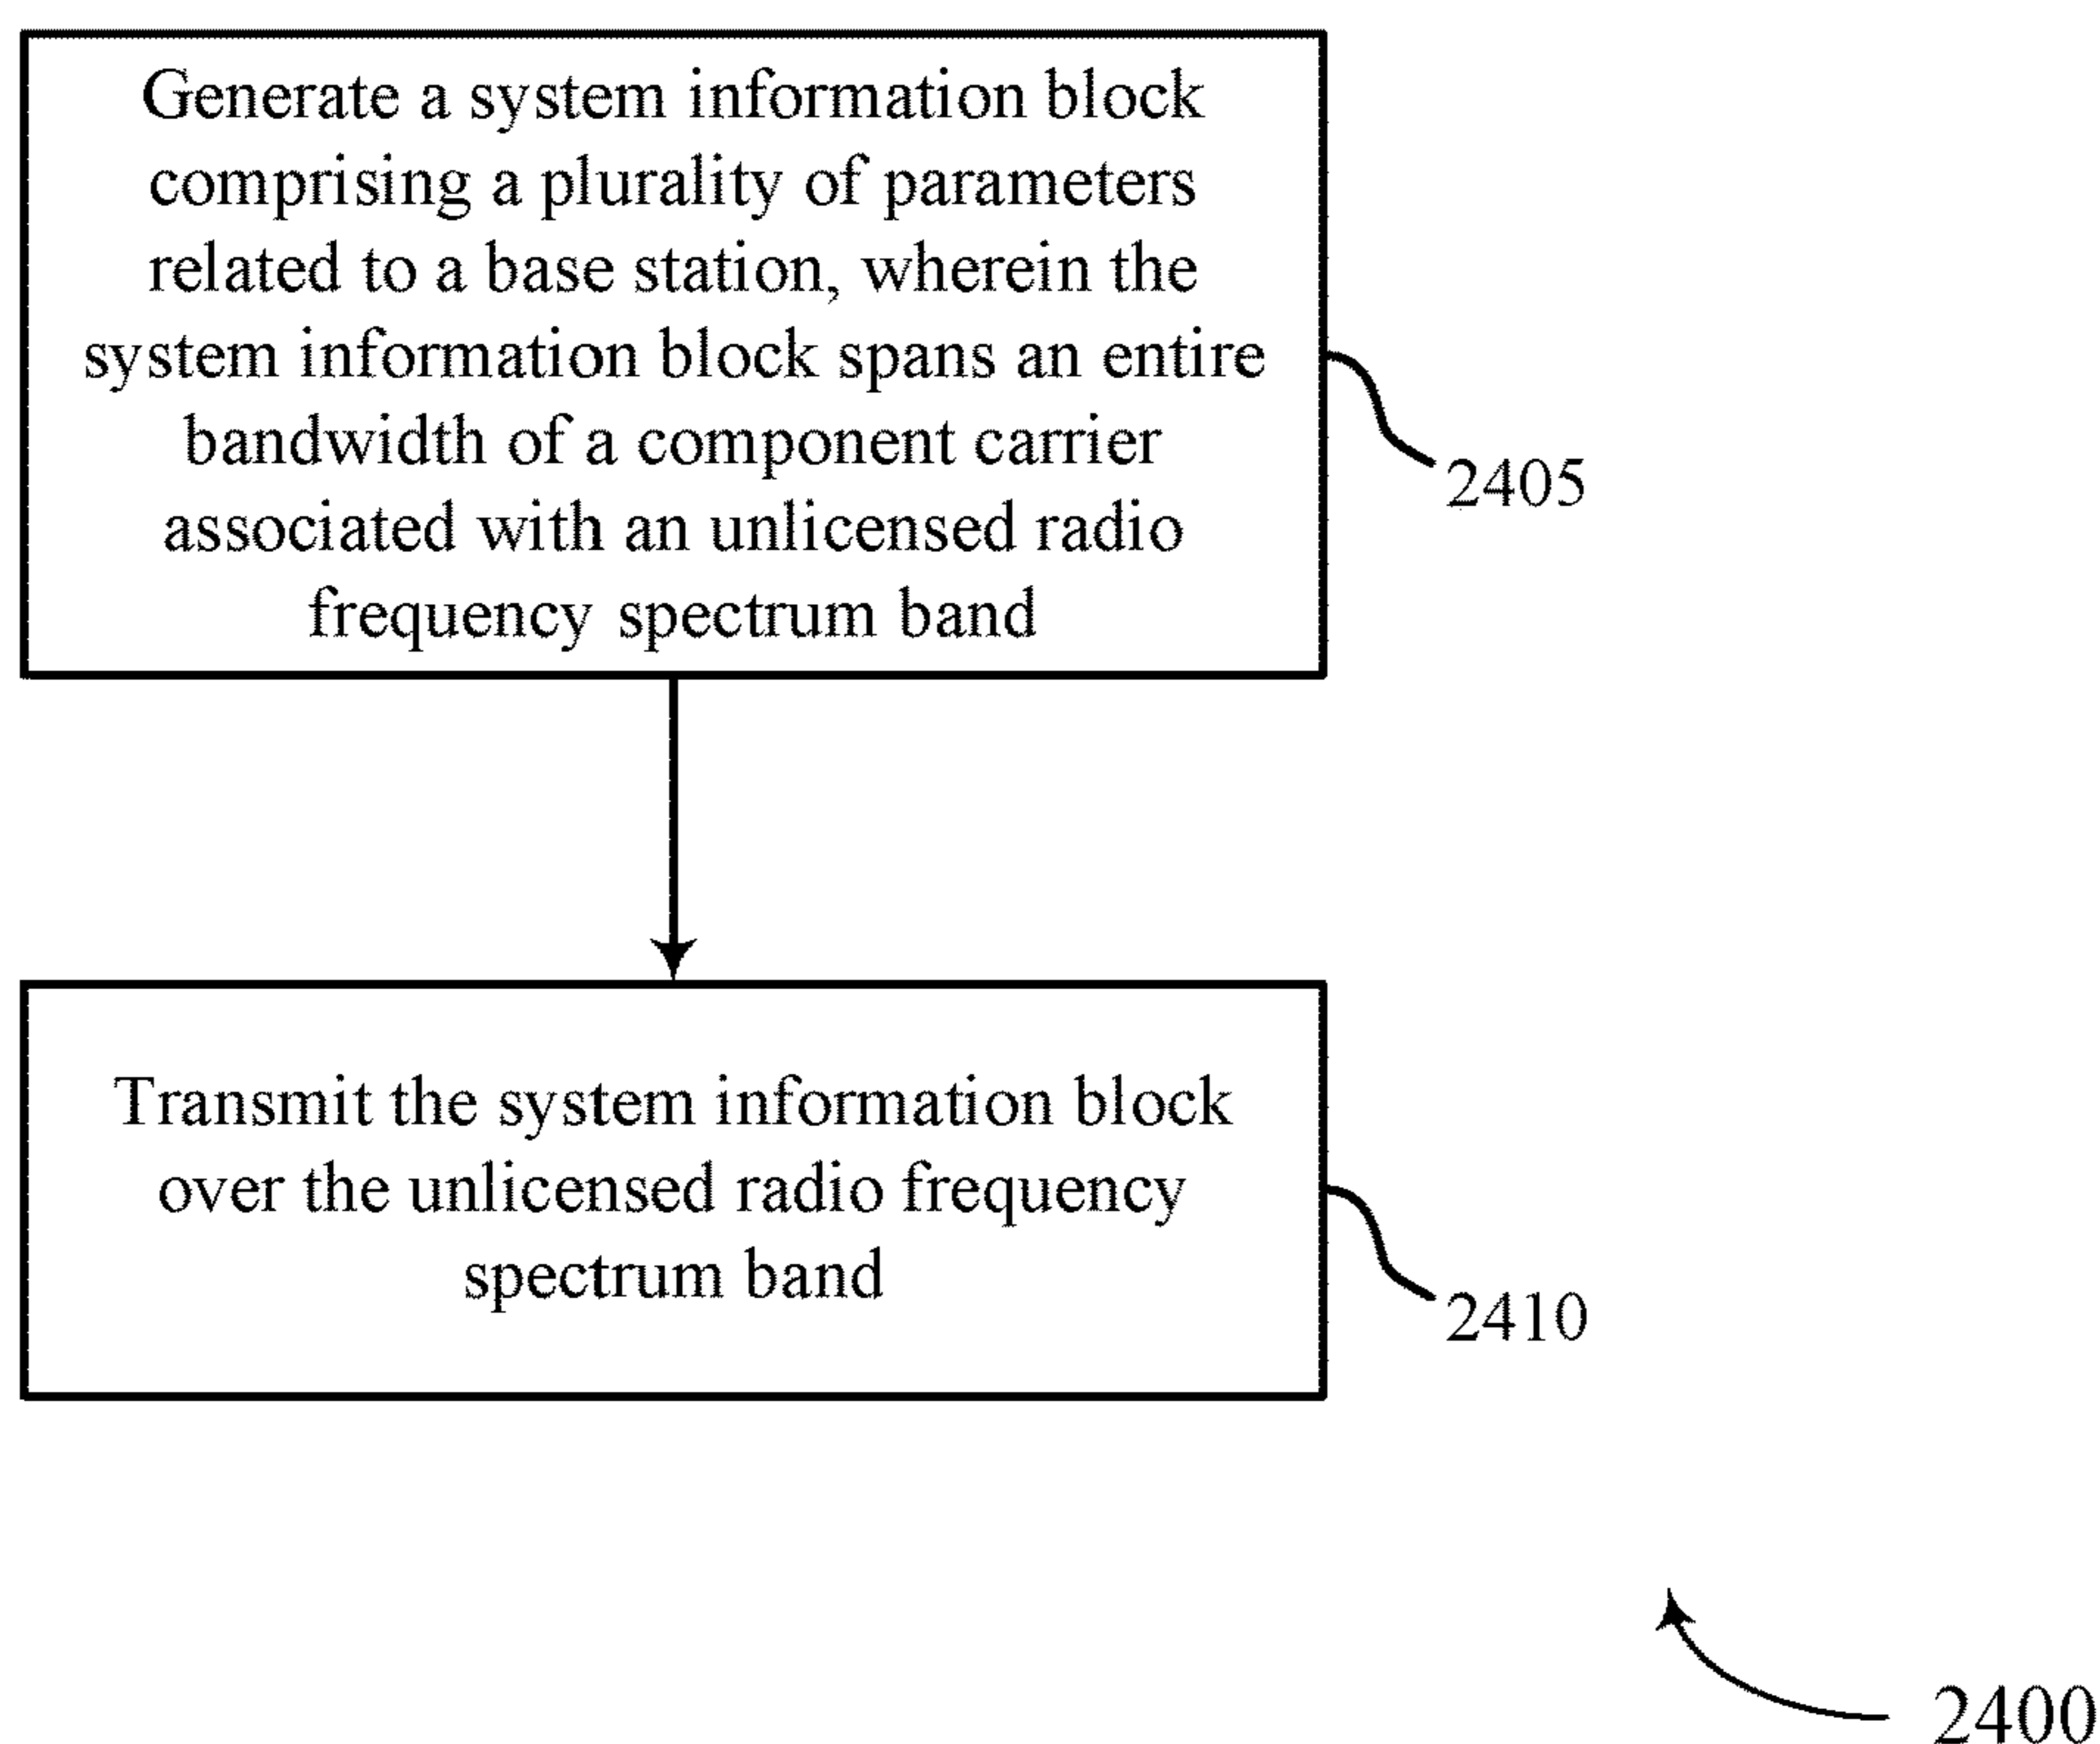 Generate a system information block
comprising a plurality of parameters
related to a base station, wherein the
system information block spans an entire
bandwidth of a component carrier
associated with an unlicensed radio
frequency spectrum band
2405
Transmit the system information block
over the unlicensed radio frequency
spectrum band
2410
2400